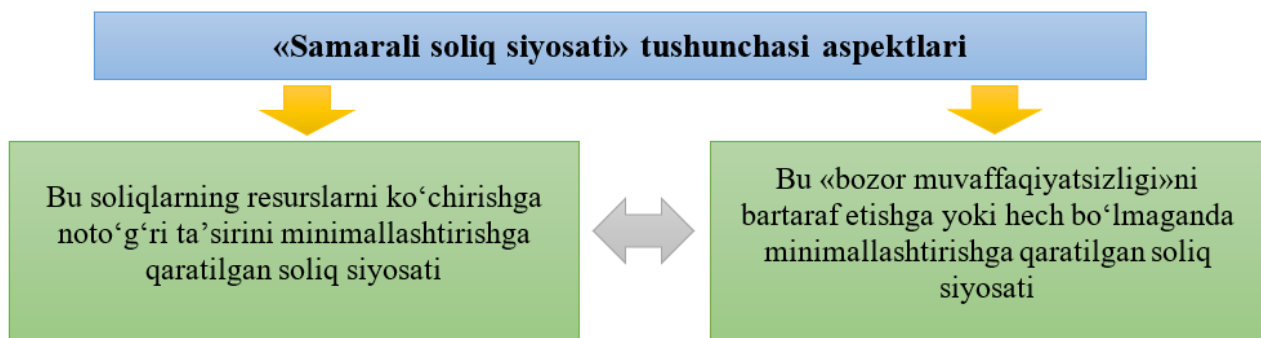 «Samarali soliq siyosati» tushunchasi aspektlari
Bu soliqlarning resurslarni ko‘chirishga
noto‘g‘ri ta’sirini minimallashtirishga
qaratilgan soliq siyosati
Bu «bozor muvaffaqiyatsizligi»ni
bartaraf etishga yoki hech bo‘lmaganda
minimallashtirishga qaratilgan soliq
siyosati